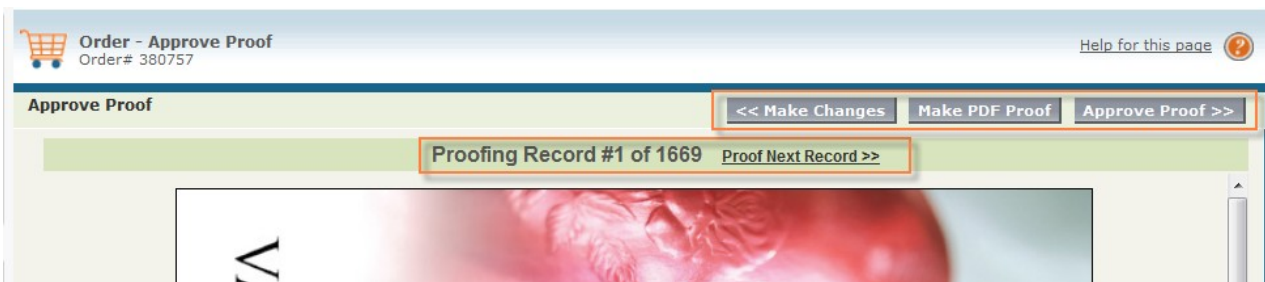 Order - Approve Proof
Order# 380757
Help for this page ?
Approve Proof
<< Make Changes Make PDF Proof Approve Proof >>
Proofing Record #1 of 1669 Proof Next Record >>
V